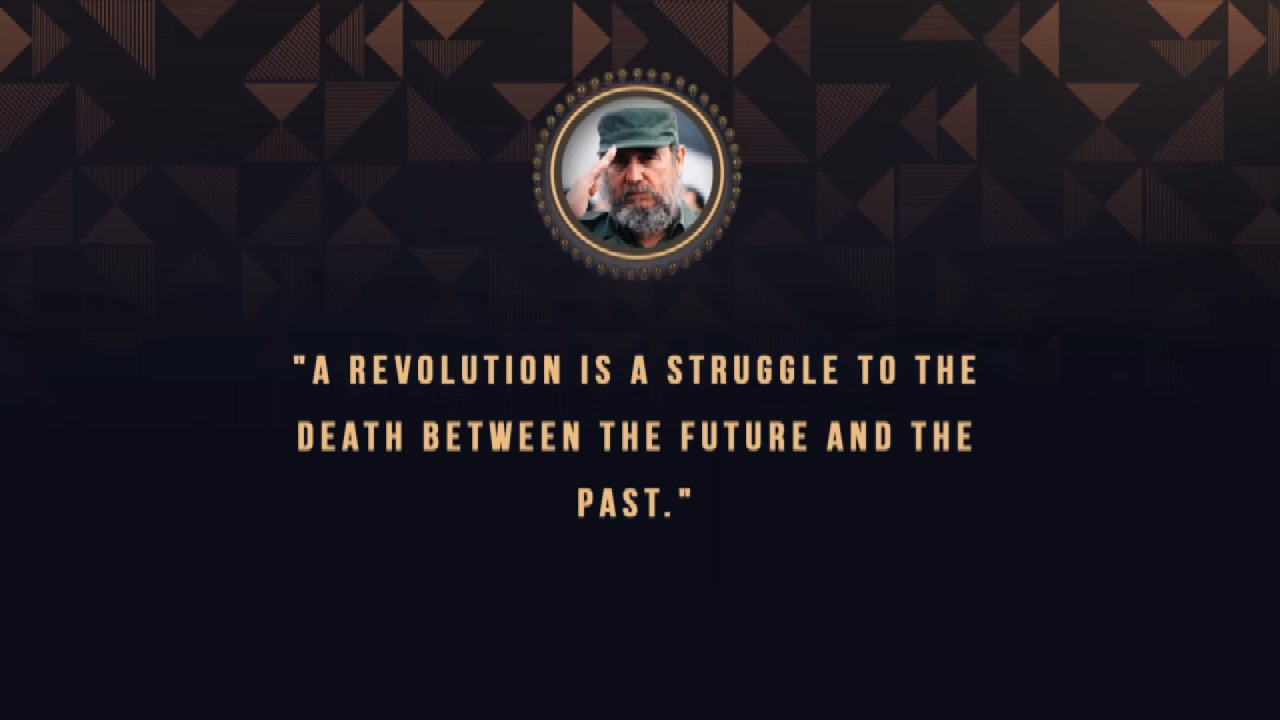 "A REVOLUTION IS A STRUGGLE TO THE
DEATH BETWEEN THE FUTURE AND THE
PAST."